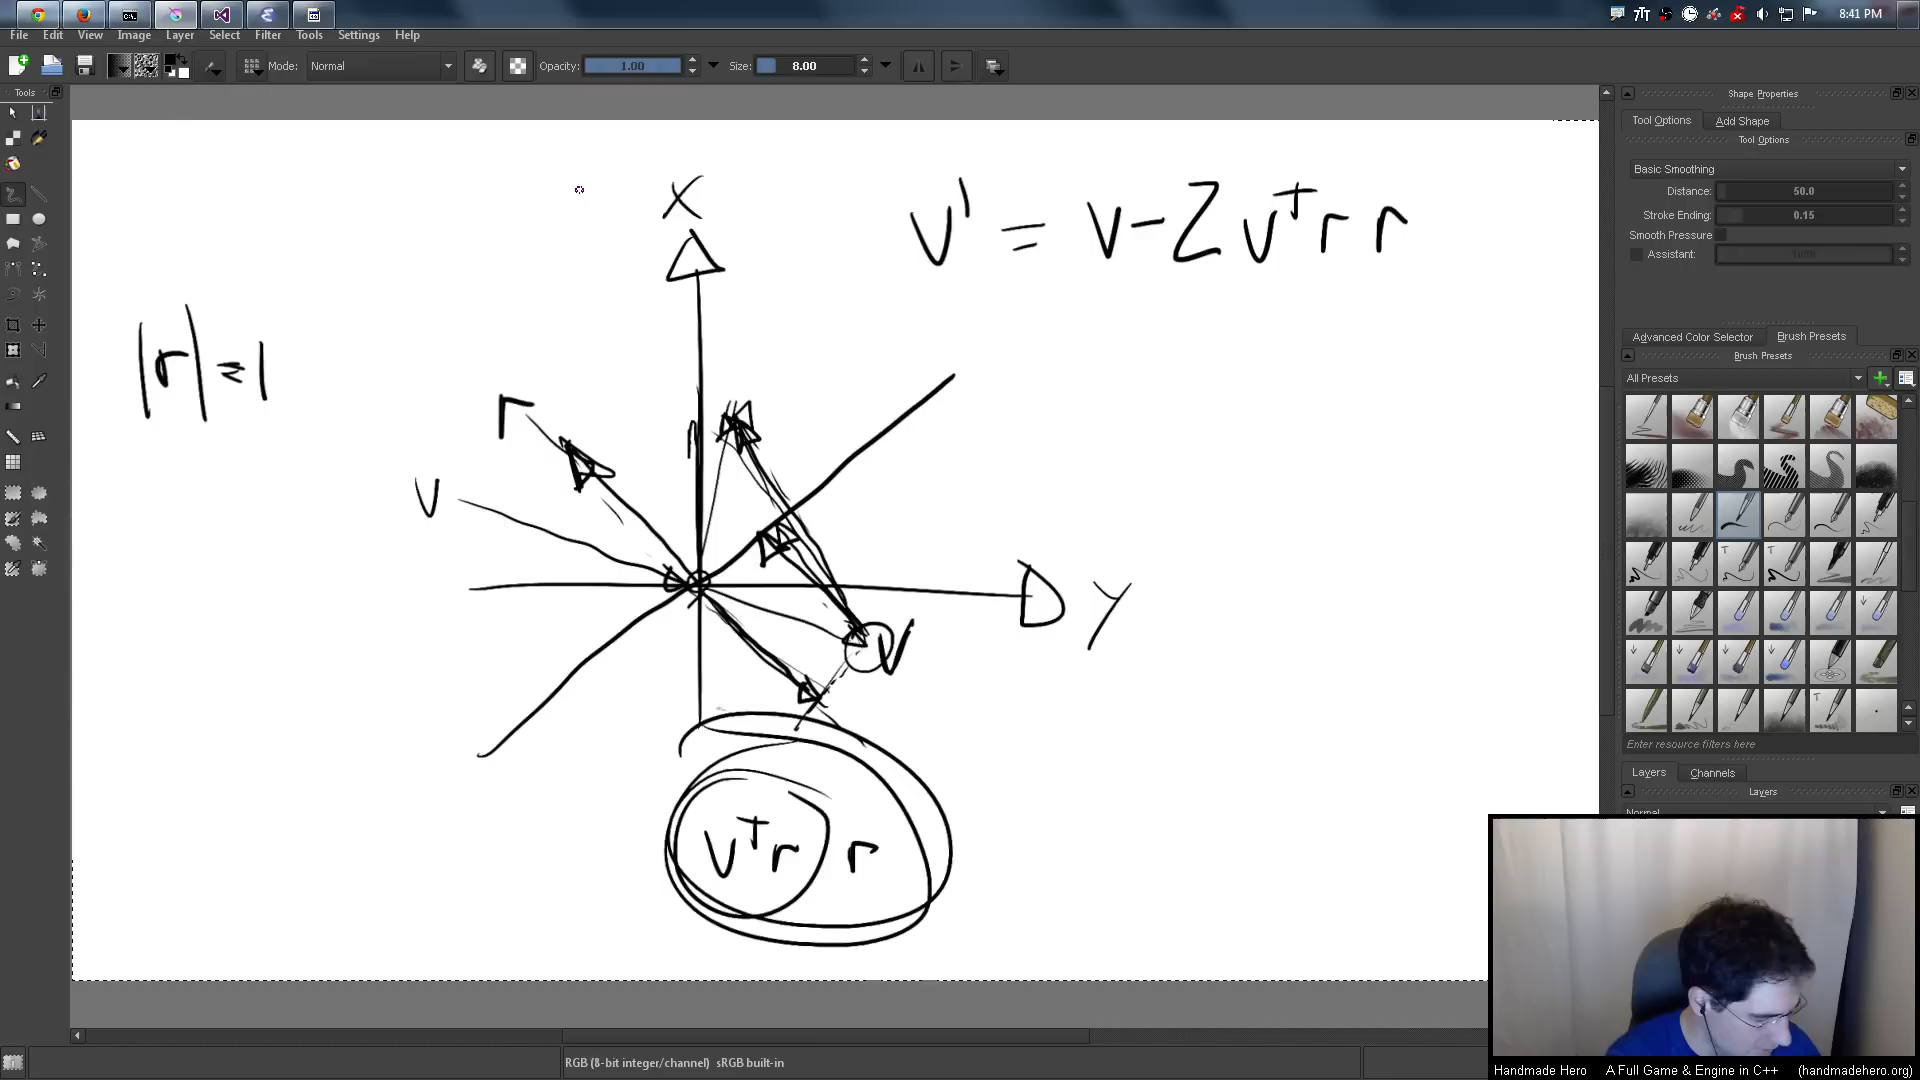 8:41 PM
File Edit View Image Layer Select Filter Tools Settings Help
Mode: Normal Opacity: 1.00 Size: 8.00
Tools
Shape Properties
Tool Options Add Shape
Tool Options
Basic Smoothing
Distance: 50.0
Stroke Ending: 0.15
Smooth Pressure
Assistant:
Advanced Color Selector Brush Presets
Brush Presets
All Presets
Enter resource filters here
Layers Channels
Layers
Normal
X
v' = v-2v^T r r
|r| = 1
r
v
v
y
v^T r r
RGB (8-bit integer/channel) sRGB built-in
Handmade Hero A Full Game & Engine in C++ (handmadehero.org)